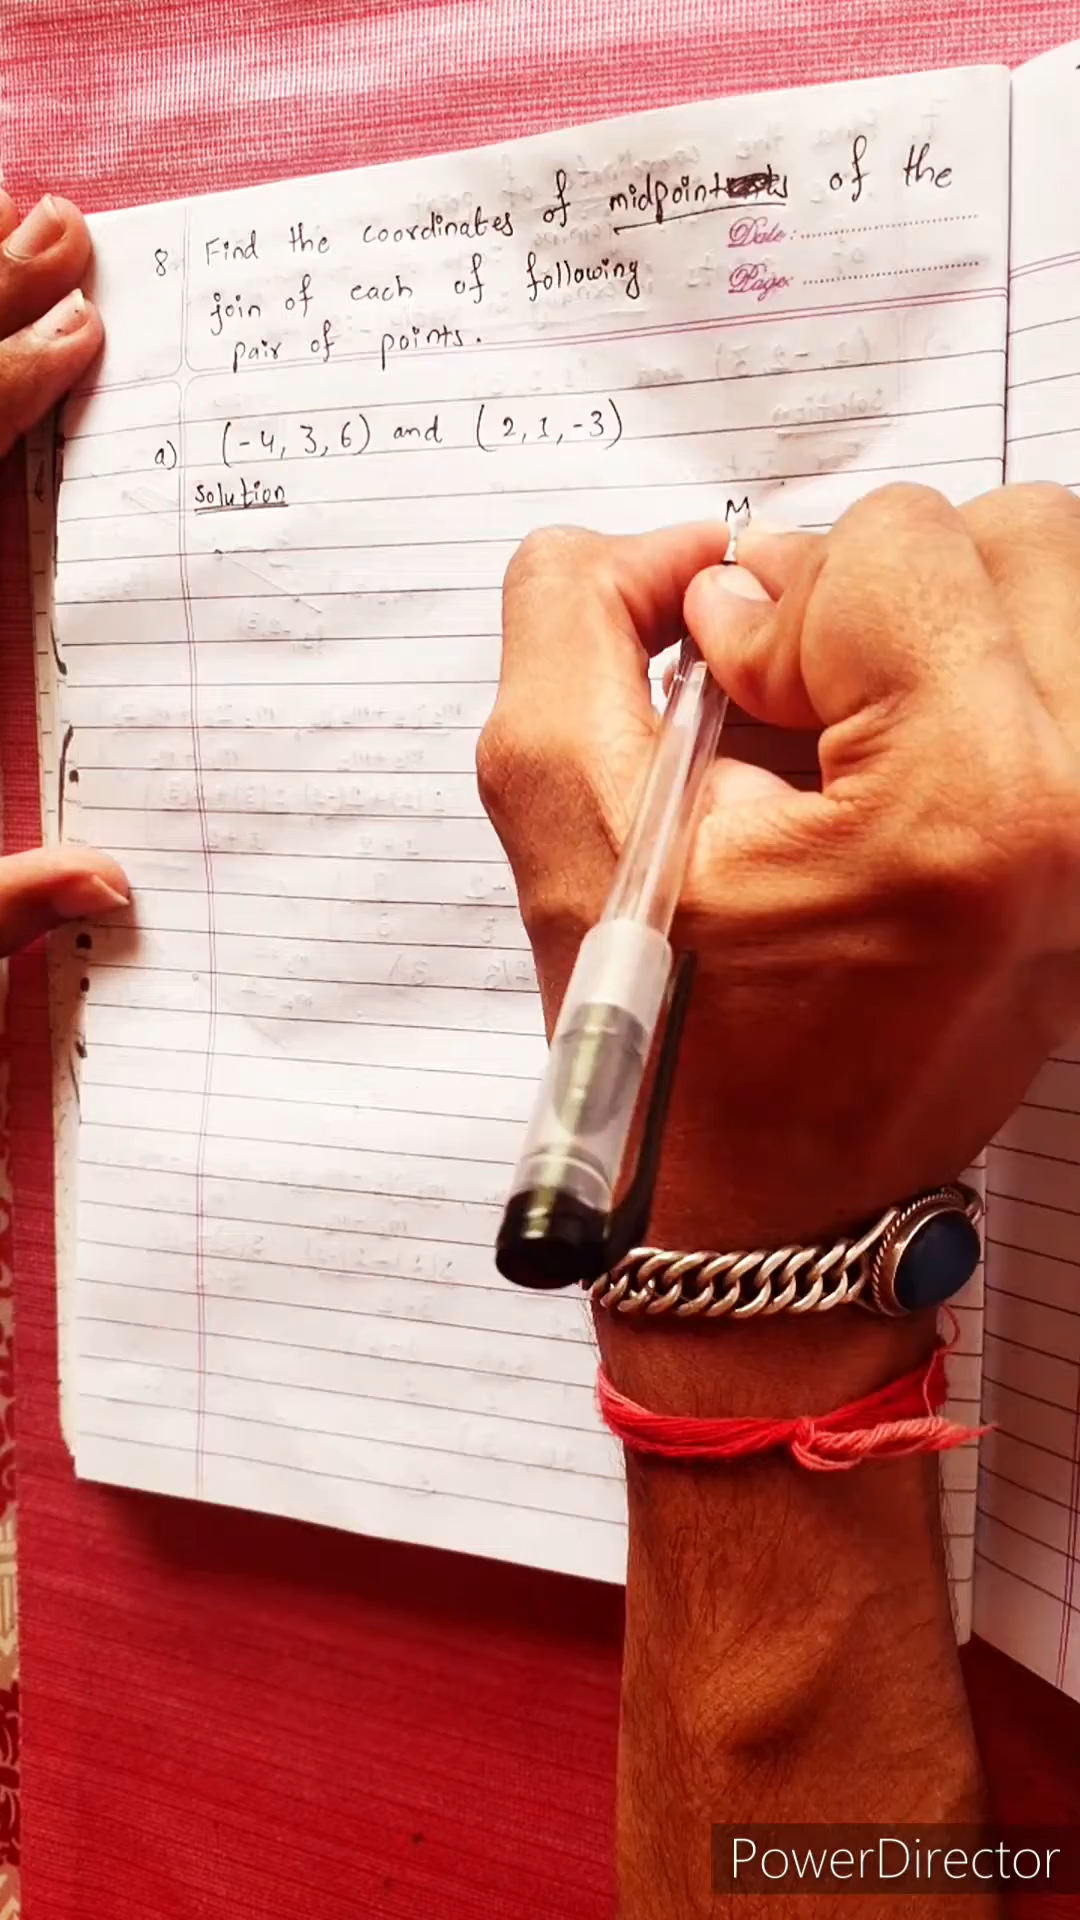 8 Find the coordinates of midpoint of the
Date:
join of each of following
Page:
pair of points.
a) (-4, 3, 6) and (2, 1, -3)
Solution
M
PowerDirector